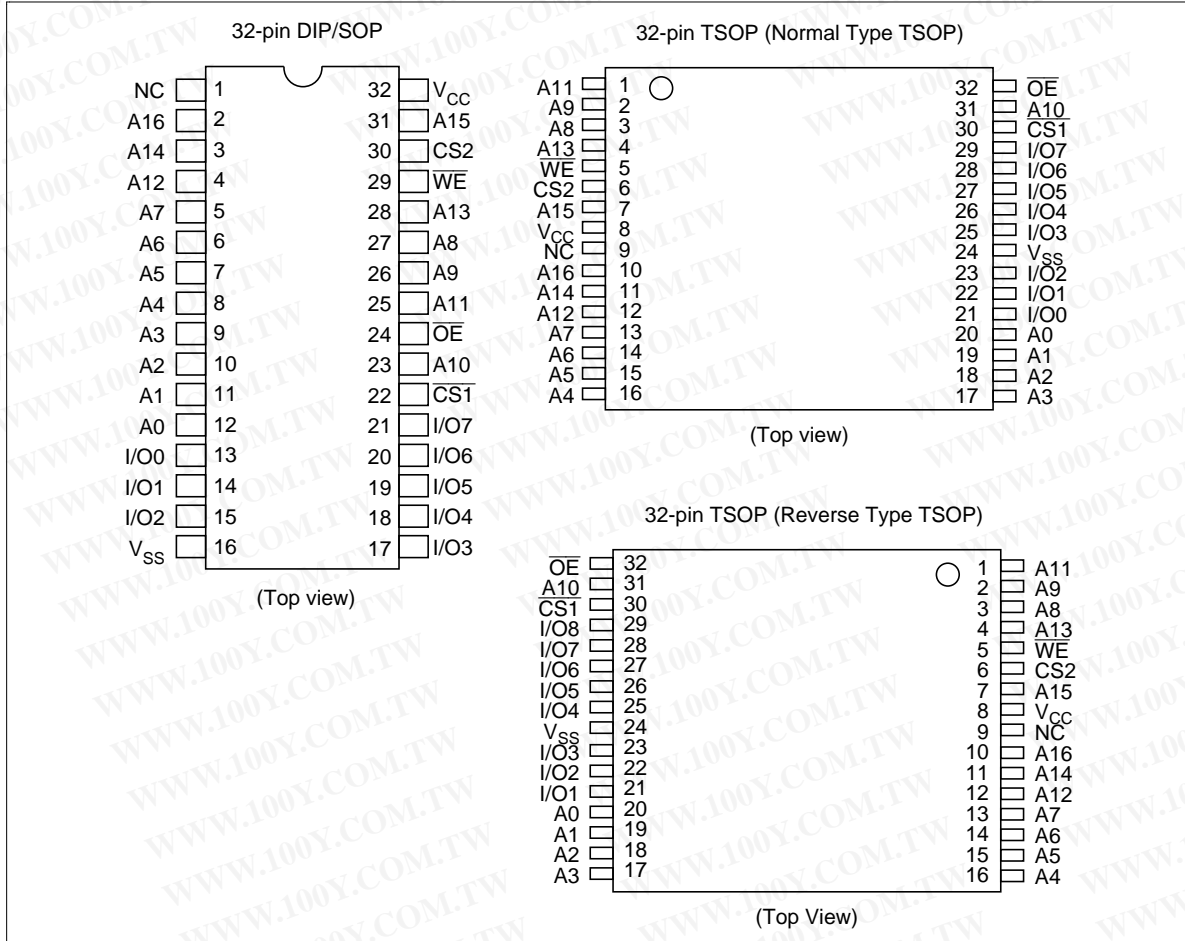 32-pin DIP/SOP
NC 1 32 VCC
A16 2 31 A15
A14 3 30 CS2
A12 4 29 WE
A7 5 28 A13
A6 6 27 A8
A5 7 26 A9
A4 8 25 A11
A3 9 24 OE
A2 10 23 A10
A1 11 22 CS1
A0 12 21 I/O7
I/O0 13 20 I/O6
I/O1 14 19 I/O5
I/O2 15 18 I/O4
VSS 16 17 I/O3
(Top view)
32-pin TSOP (Normal Type TSOP)
A11 1 32 OE
A9 2 31 A10
A8 3 30 CS1
A13 4 29 I/O7
WE 5 28 I/O6
CS2 6 27 I/O5
A15 7 26 I/O4
VCC 8 25 I/O3
NC 9 24 VSS
A16 10 23 I/O2
A14 11 22 I/O1
A12 12 21 I/O0
A7 13 20 A0
A6 14 19 A1
A5 15 18 A2
A4 16 17 A3
(Top view)
32-pin TSOP (Reverse Type TSOP)
OE 32 1 A11
A10 31 2 A9
CS1 30 3 A8
I/O8 29 4 A13
I/O7 28 5 WE
I/O6 27 6 CS2
I/O5 26 7 A15
I/O4 25 8 VCC
VSS 24 9 NC
I/O3 23 10 A16
I/O2 22 11 A14
I/O1 21 12 A12
A0 20 13 A7
A1 19 14 A6
A2 18 15 A5
A3 17 16 A4
(Top View)
WWW.100Y.COM.TW